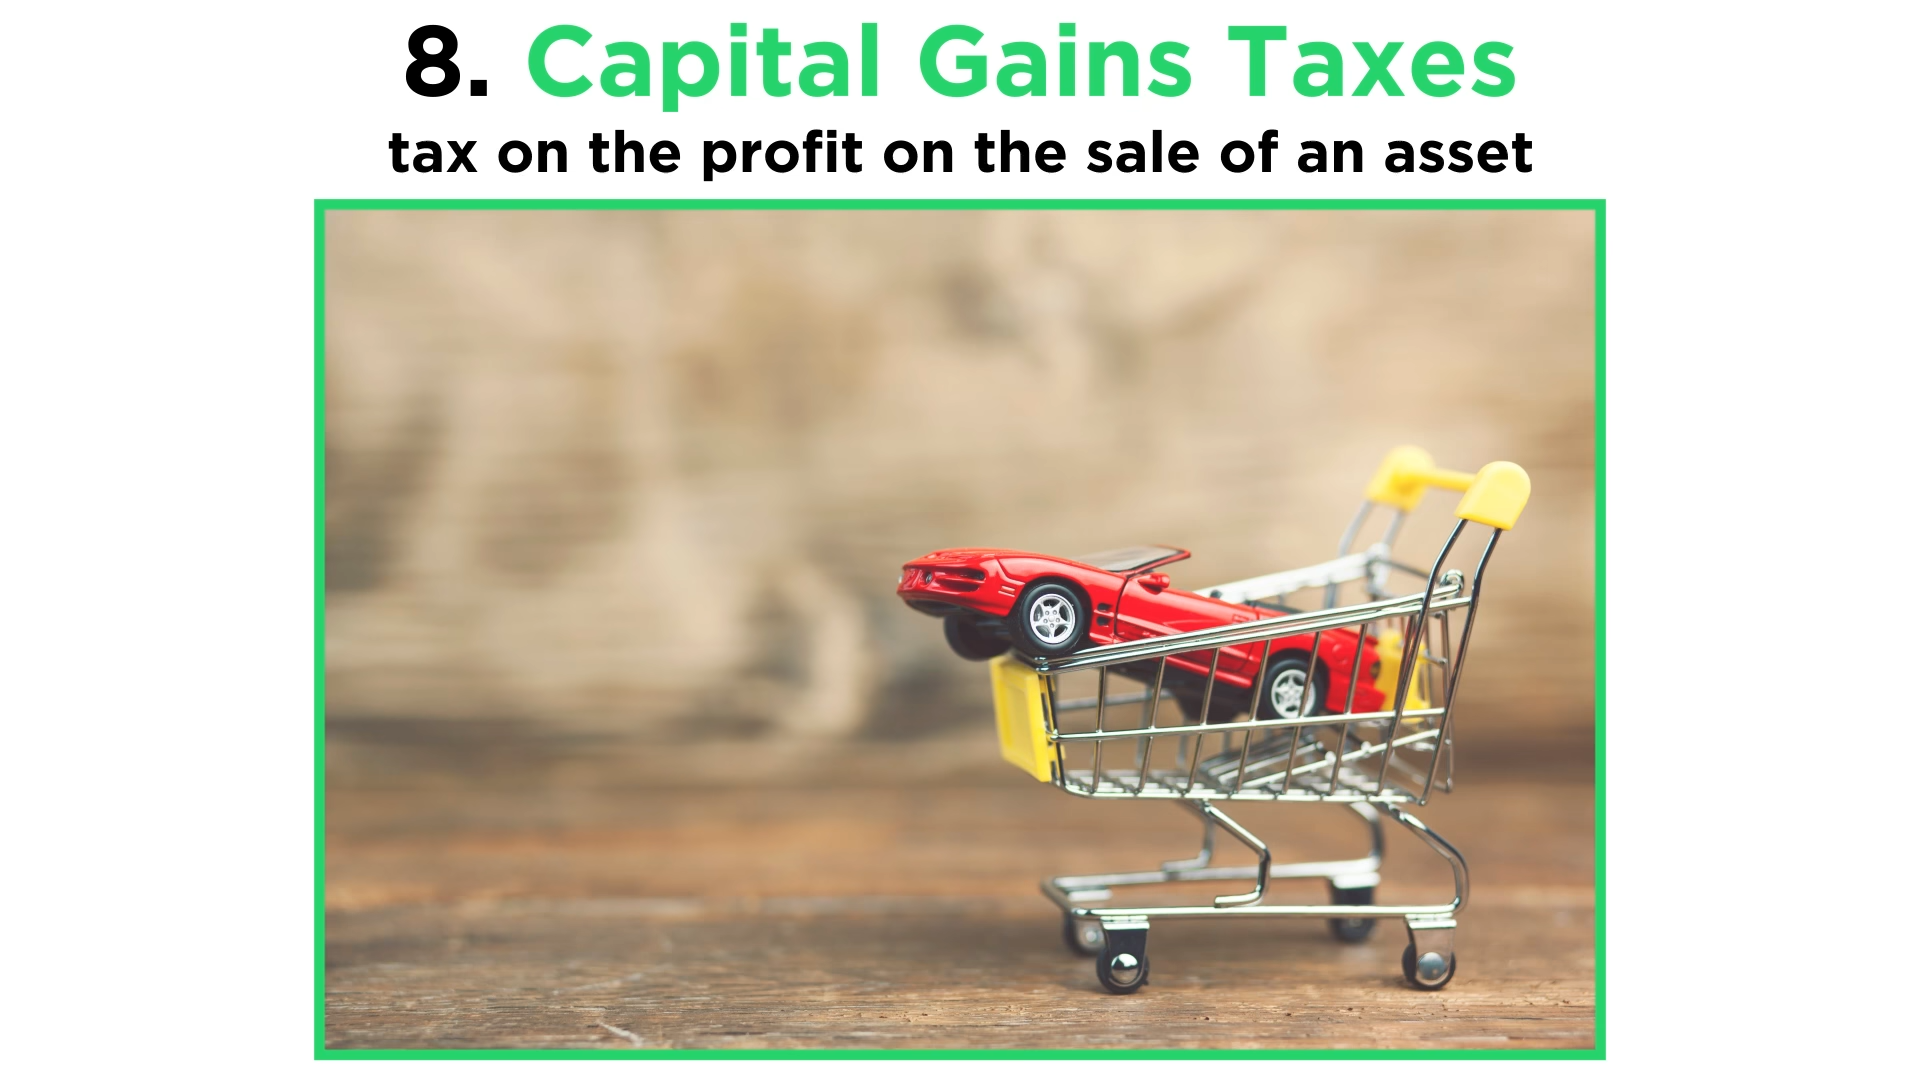 8. Capital Gains Taxes
tax on the profit on the sale of an asset